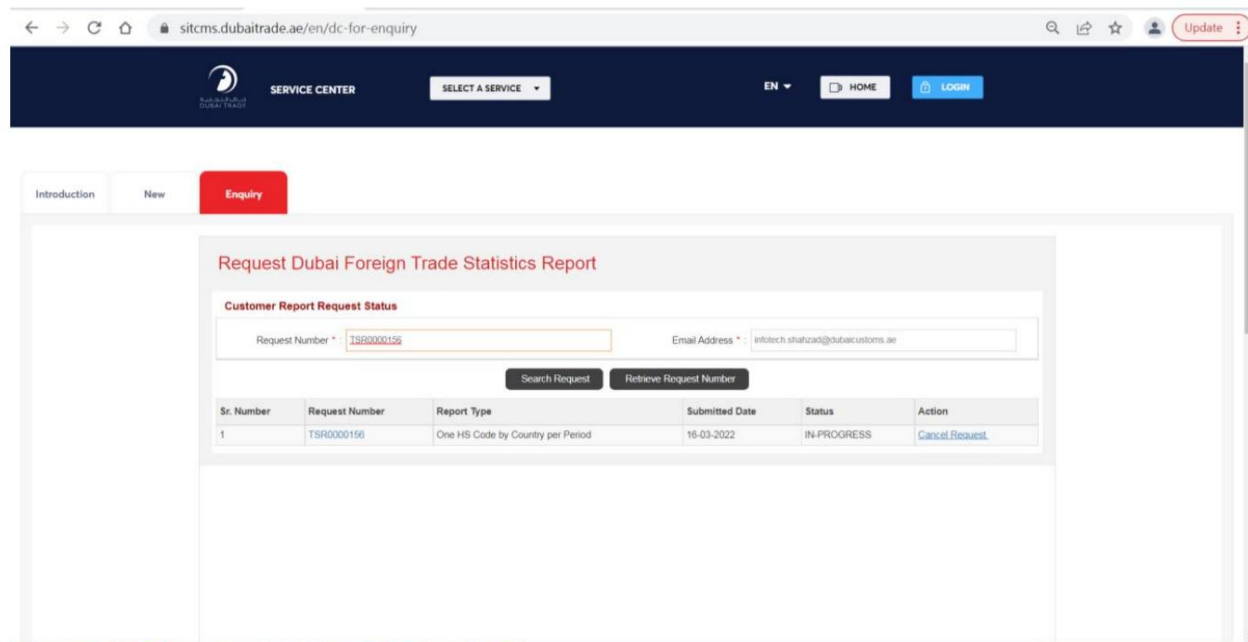 sitcms.dubaitrade.ae/en/dc-for-enquiry
Update
DUBAI TRADE
SERVICE CENTER
SELECT A SERVICE
EN
HOME
LOGIN
Introduction
New
Enquiry
Request Dubai Foreign Trade Statistics Report
Customer Report Request Status
Request Number * : TSR0000156
Email Address * : infotech.shahzad@dubaicustoms.ae
Search Request
Retrieve Request Number
Sr. Number Request Number Report Type Submitted Date Status Action
1 TSR0000156 One HS Code by Country per Period 16-03-2022 IN-PROGRESS Cancel Request